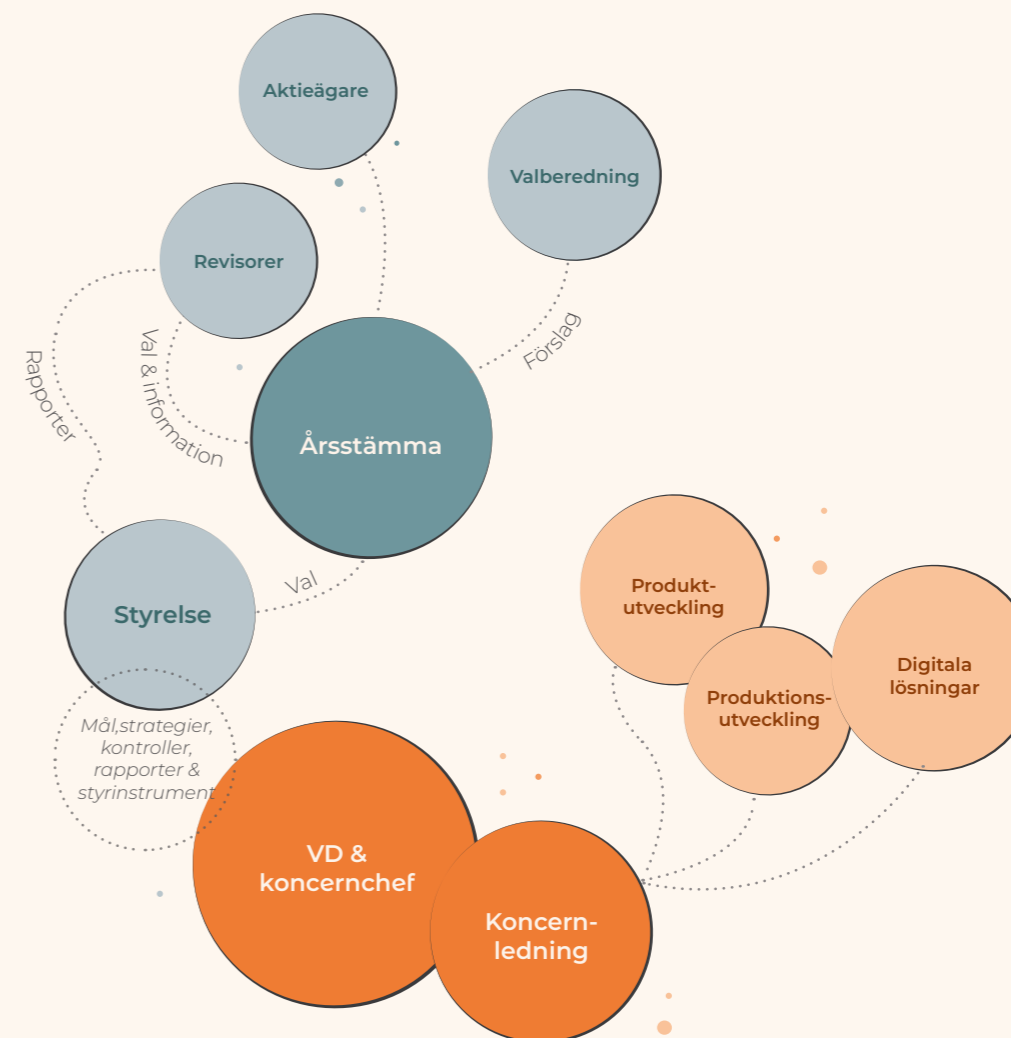 Aktieägare
Valberedning
Revisorer
Förslag
Rapporter
Val & information
Årsstämma
Val
Styrelse
Produkt-
utveckling
Produktions-
utveckling
Digitala
lösningar
Mål,strategier,
kontroller,
rapporter &
styrinstrument
VD &
koncernchef
Koncern-
ledning